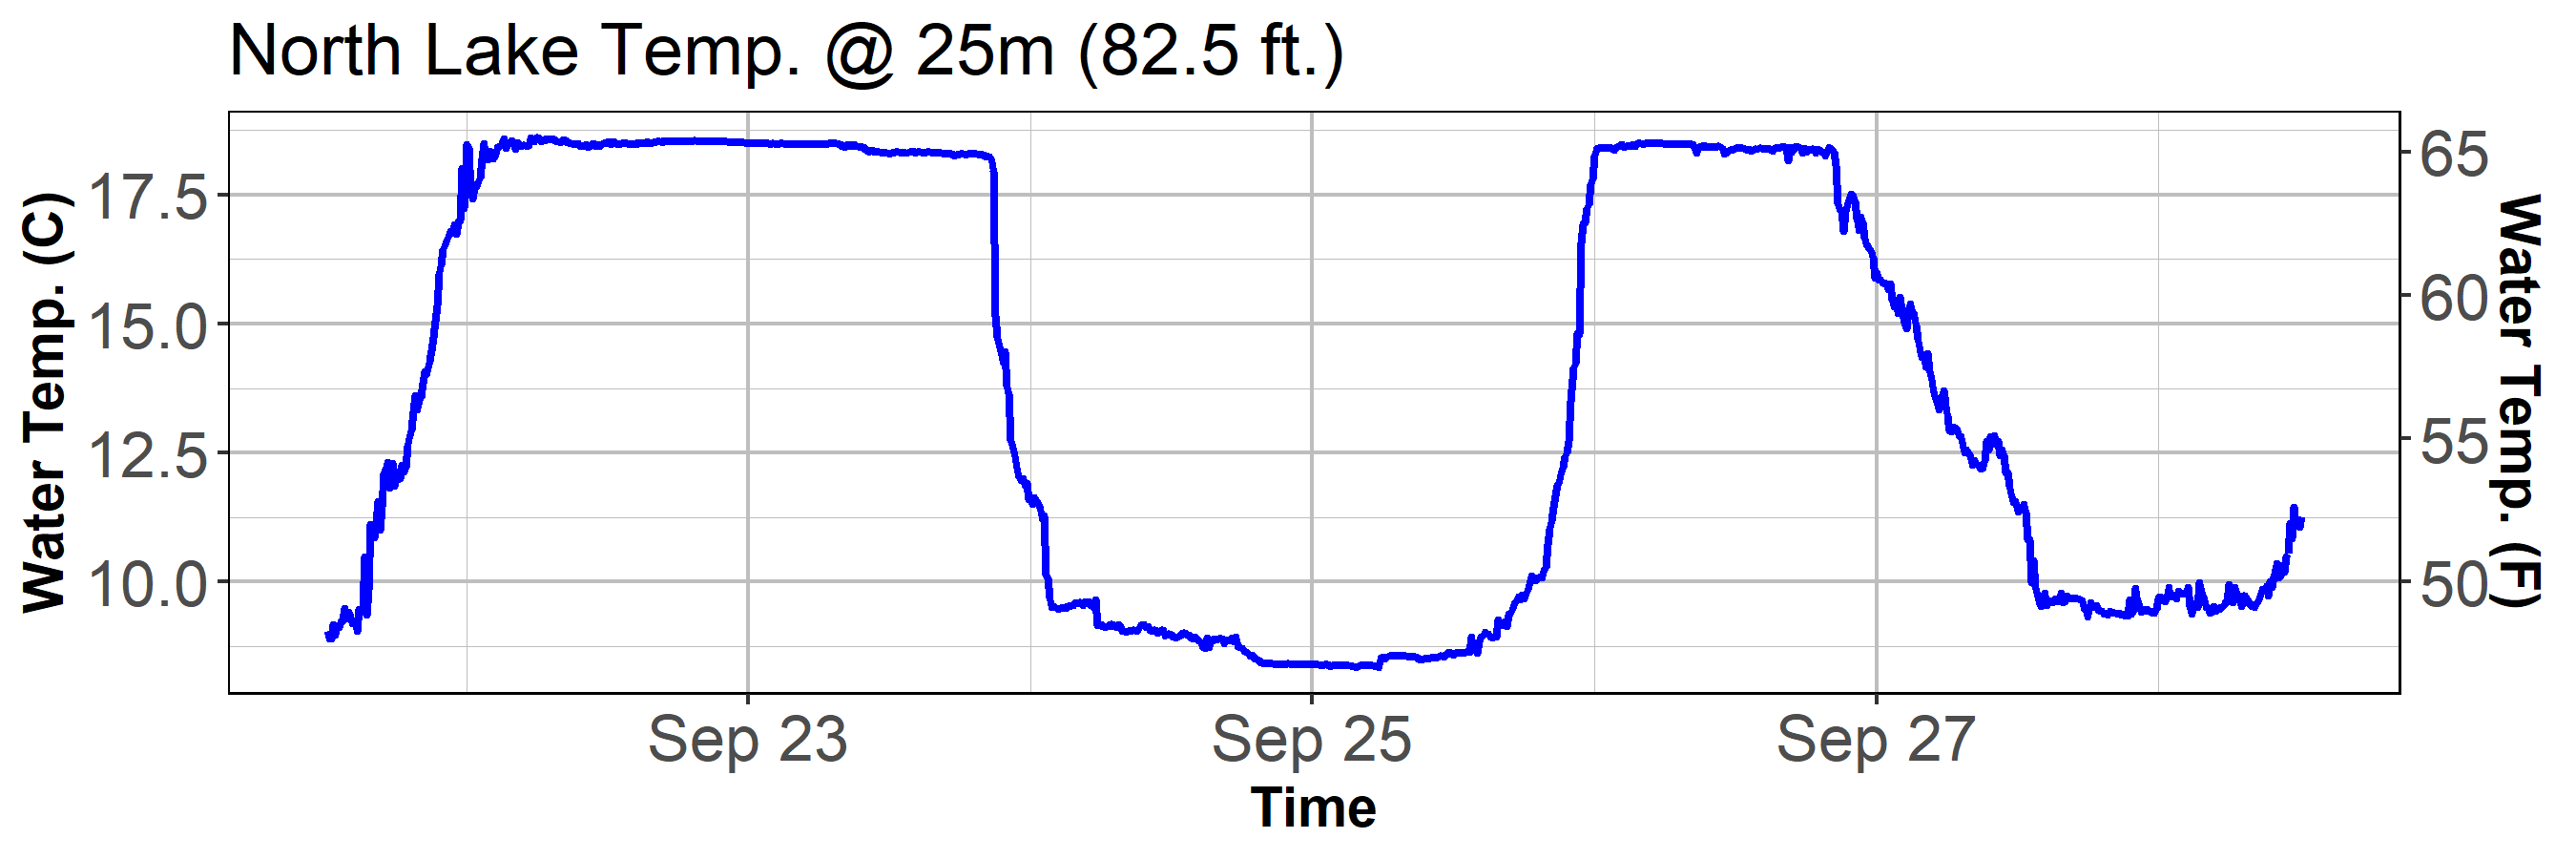 North Lake Temp. @ 25m (82.5 ft.)
Water Temp. (C)
17.5
15.0
12.5
10.0
65
60
55
50
Water Temp. (F)
Sep 23
Sep 25
Sep 27
Time